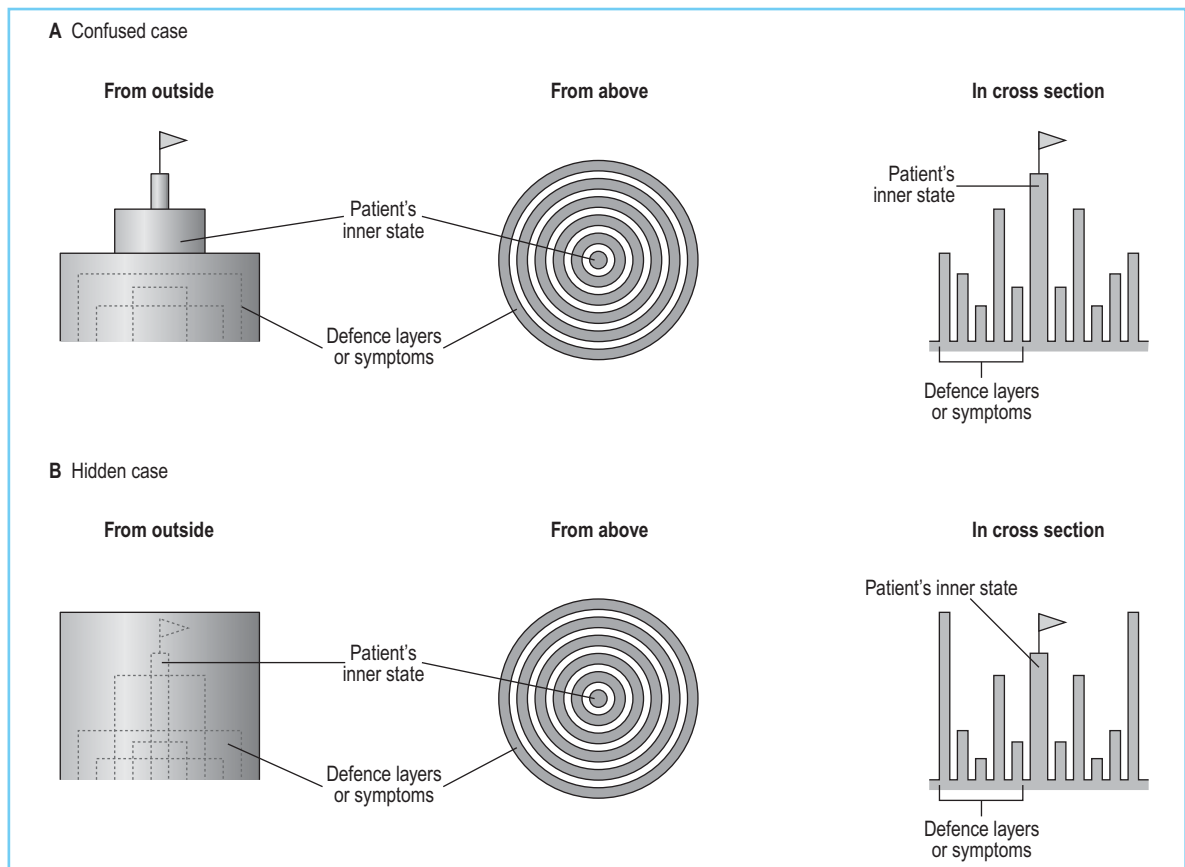 A Confused case
From outside
From above
In cross section
Patient’s
inner state
Patient’s
inner state
Defence layers
or symptoms
Defence layers
or symptoms
B Hidden case
From outside
From above
In cross section
Patient’s inner state
Patient’s
inner state
Defence layers
or symptoms
Defence layers
or symptoms